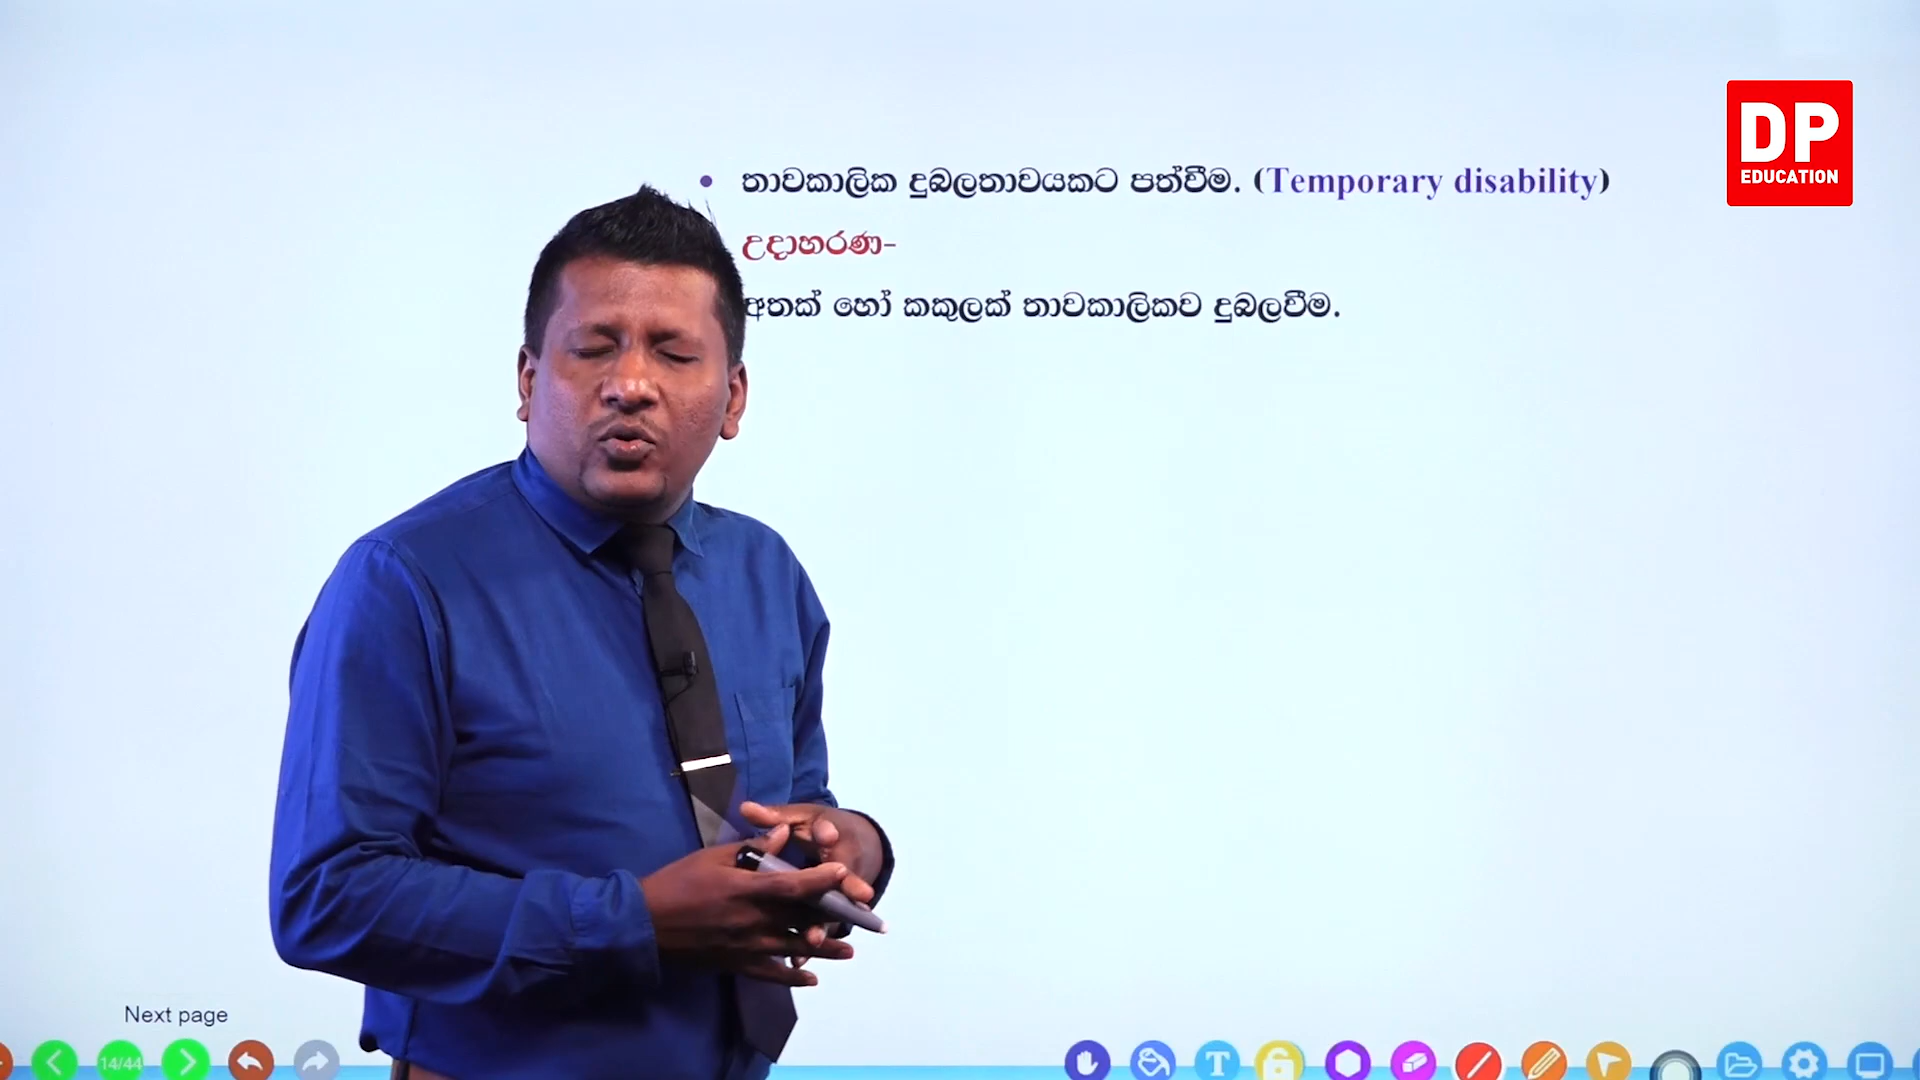 DP
EDUCATION
• තාවකාලික දුබලතාවයකට පත්වීම. (Temporary disability)
උදාහරණ-
අතක් හෝ කකුලක් තාවකාලිකව දුබලවීම.
Next page
14/44
T